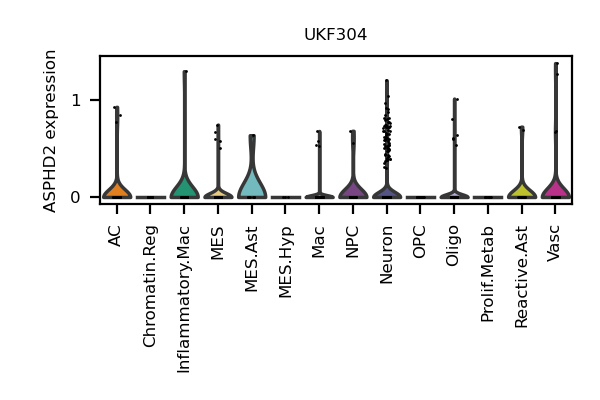 UKF304
ASPHD2 expression
1
0
AC
Chromatin.Reg
Inflammatory.Mac
MES
MES.Ast
MES.Hyp
Mac
NPC
Neuron
OPC
Oligo
Prolif.Metab
Reactive.Ast
Vasc